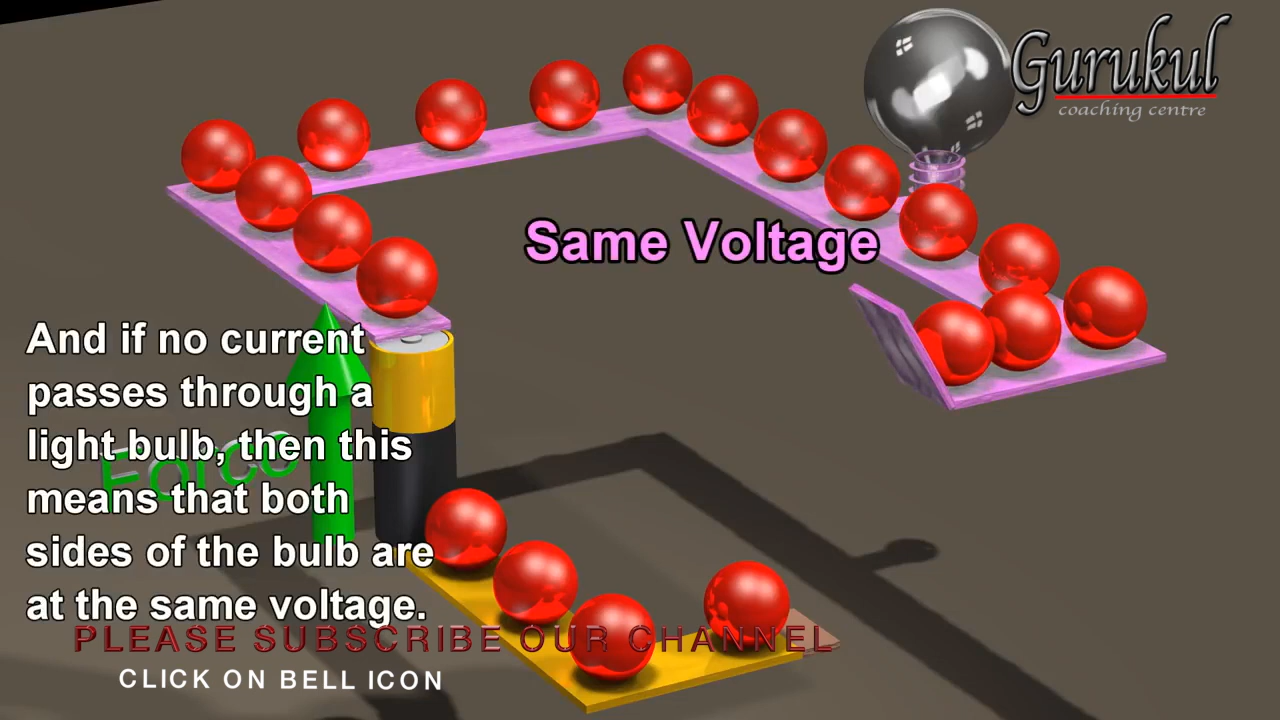 Gurukul
coaching centre
Same Voltage
And if no current
passes through a
light bulb, then this
means that both
sides of the bulb are
at the same voltage.
Force
PLEASE SUBSCRIBE OUR CHANNEL
CLICK ON BELL ICON